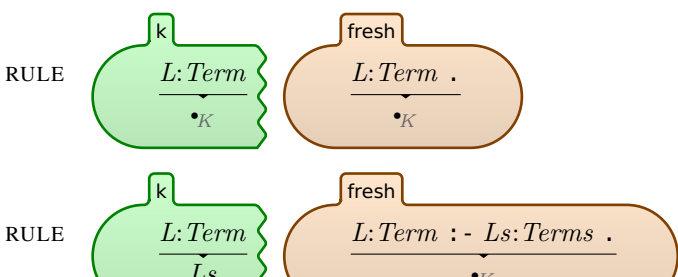 k fresh
RULE L:Term L:Term .
•K •K
k fresh
RULE L:Term L:Term :- Ls:Terms .
Ls •K